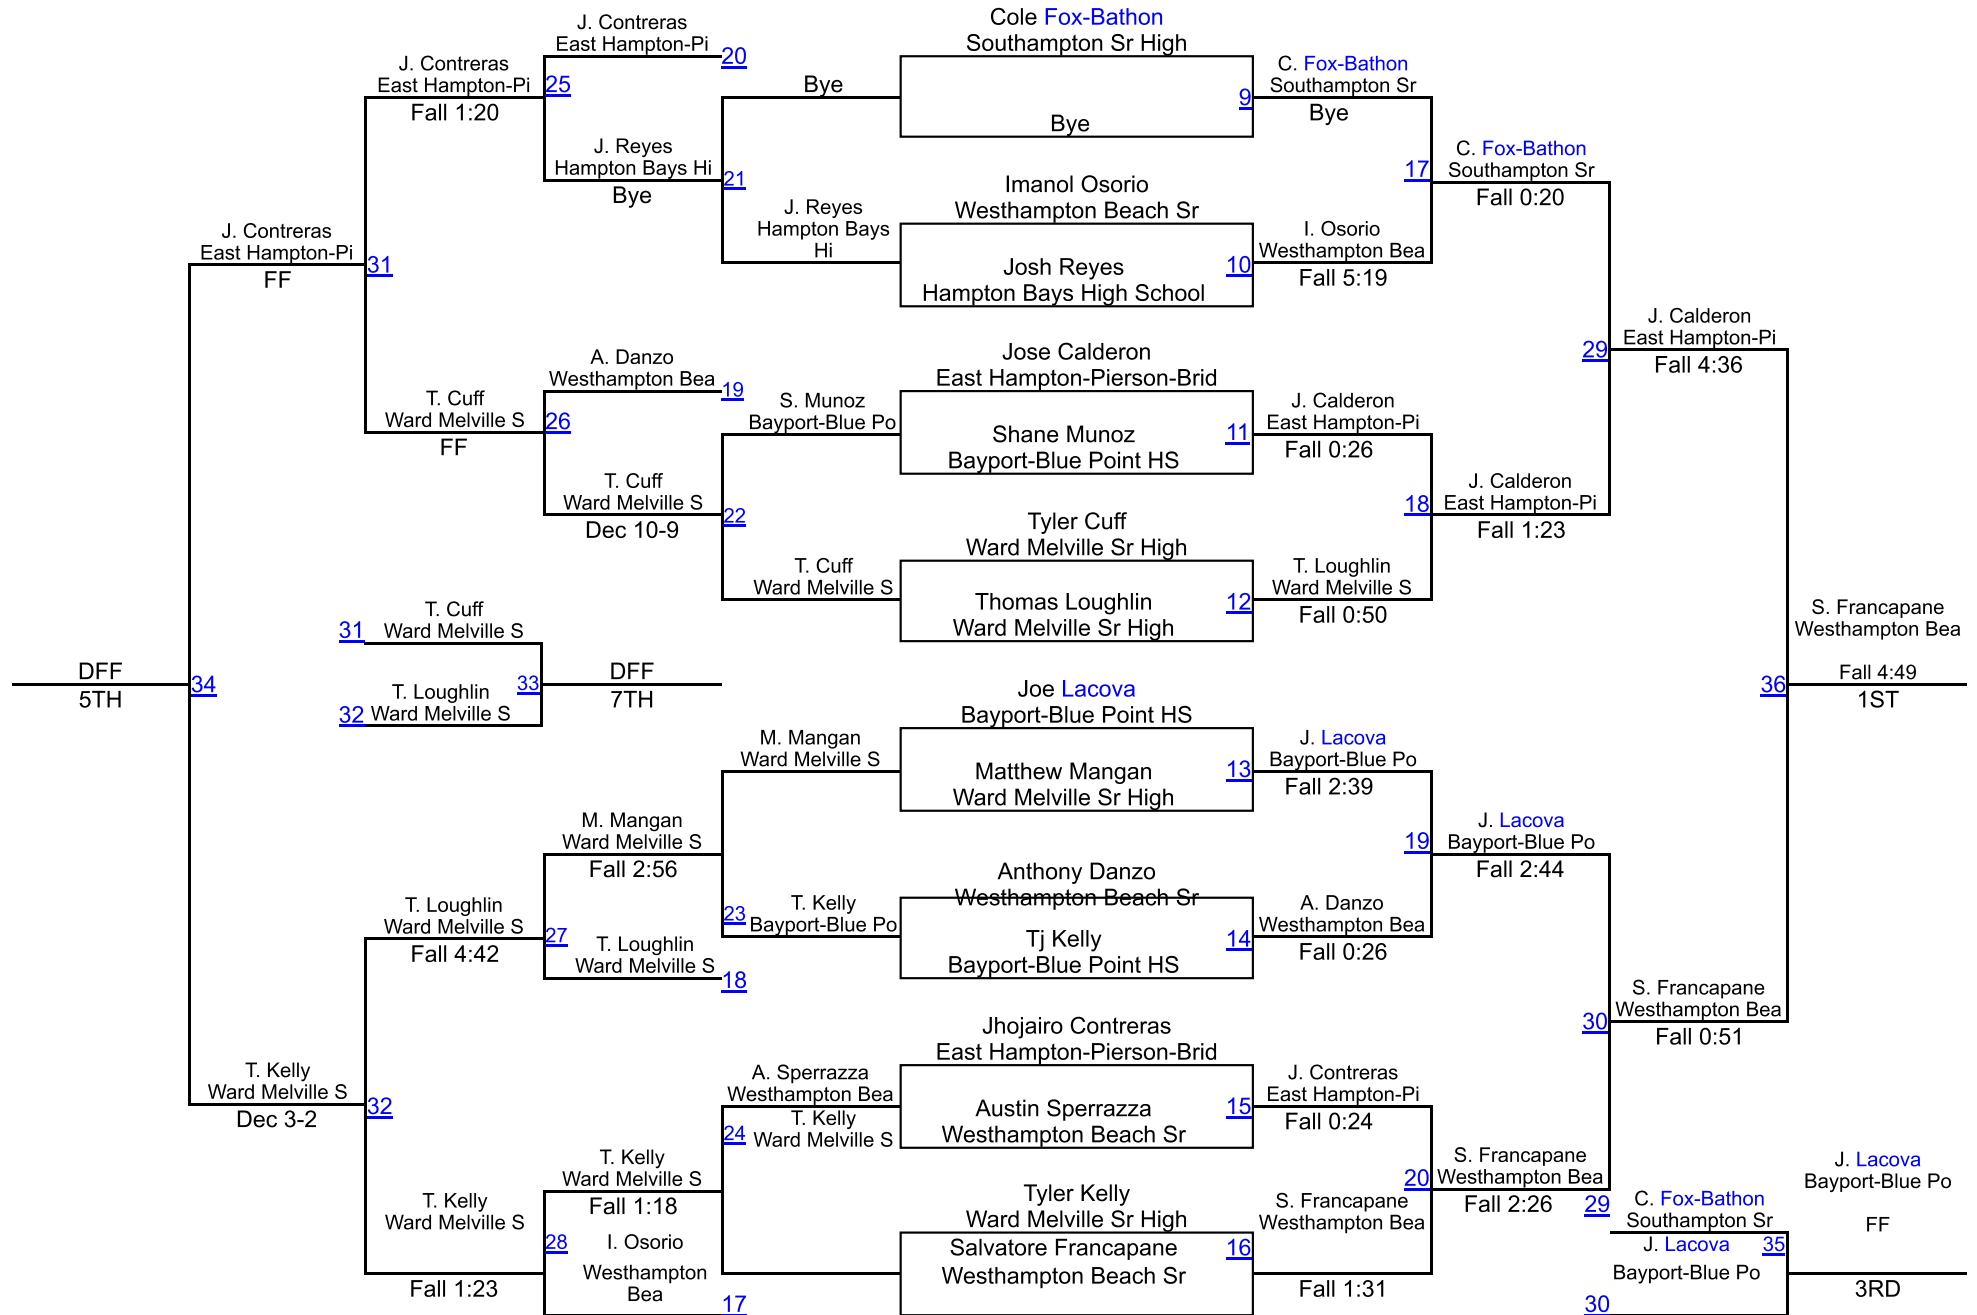 J. Contreras
East Hampton-Pi
20
J. Contreras
East Hampton-Pi
25
Fall 1:20
J. Reyes
Hampton Bays Hi
21
Bye
Bye
J. Reyes
Hampton Bays
Hi
J. Contreras
East Hampton-Pi
31
FF
A. Danzo
Westhampton Bea
19
T. Cuff
Ward Melville S
26
FF
T. Cuff
Ward Melville S
22
Dec 10-9
S. Munoz
Bayport-Blue Po
T. Cuff
Ward Melville S
T. Cuff
31
Ward Melville S
DFF
5TH
34
T. Loughlin
32
Ward Melville S
33
DFF
7TH
M. Mangan
Ward Melville S
M. Mangan
Ward Melville S
Fall 2:56
23
T. Kelly
Bayport-Blue Po
T. Loughlin
Ward Melville S
27
Fall 4:42
T. Loughlin
Ward Melville S
18
T. Kelly
Ward Melville S
32
Dec 3-2
A. Sperrazza
Westhampton Bea
T. Kelly
24
Ward Melville S
T. Kelly
Ward Melville S
Fall 1:18
T. Kelly
Ward Melville S
28
I. Osorio
Westhampton
Bea
17
Fall 1:23
Cole Fox-Bathon
Southampton Sr High
9
Bye
Imanol Osorio
Westhampton Beach Sr
Josh Reyes
10
Hampton Bays High School
Jose Calderon
East Hampton-Pierson-Brid
Shane Munoz
11
Bayport-Blue Point HS
Tyler Cuff
Ward Melville Sr High
Thomas Loughlin
12
Ward Melville Sr High
Joe Lacova
Bayport-Blue Point HS
Matthew Mangan
13
Ward Melville Sr High
Anthony Danzo
Westhampton Beach Sr
Tj Kelly
14
Bayport-Blue Point HS
Jhojairo Contreras
East Hampton-Pierson-Brid
Austin Sperrazza
15
Westhampton Beach Sr
Tyler Kelly
Ward Melville Sr High
Salvatore Francapane
16
Westhampton Beach Sr
C. Fox-Bathon
Southampton Sr
Bye
17
I. Osorio
Westhampton Bea
Fall 5:19
J. Calderon
East Hampton-Pi
Fall 0:26
18
T. Loughlin
Ward Melville S
Fall 0:50
J. Lacova
Bayport-Blue Po
Fall 2:39
19
A. Danzo
Westhampton Bea
Fall 0:26
J. Contreras
East Hampton-Pi
Fall 0:24
20
S. Francapane
Westhampton Bea
Fall 1:31
C. Fox-Bathon
Southampton Sr
Fall 0:20
29
J. Calderon
East Hampton-Pi
Fall 1:23
J. Lacova
Bayport-Blue Po
Fall 2:44
30
S. Francapane
Westhampton Bea
Fall 2:26
J. Calderon
East Hampton-Pi
Fall 4:36
36
S. Francapane
Westhampton Bea
Fall 0:51
S. Francapane
Westhampton Bea
Fall 4:49
1ST
29
C. Fox-Bathon
Southampton Sr
J. Lacova
35
Bayport-Blue Po
30
J. Lacova
Bayport-Blue Po
FF
3RD